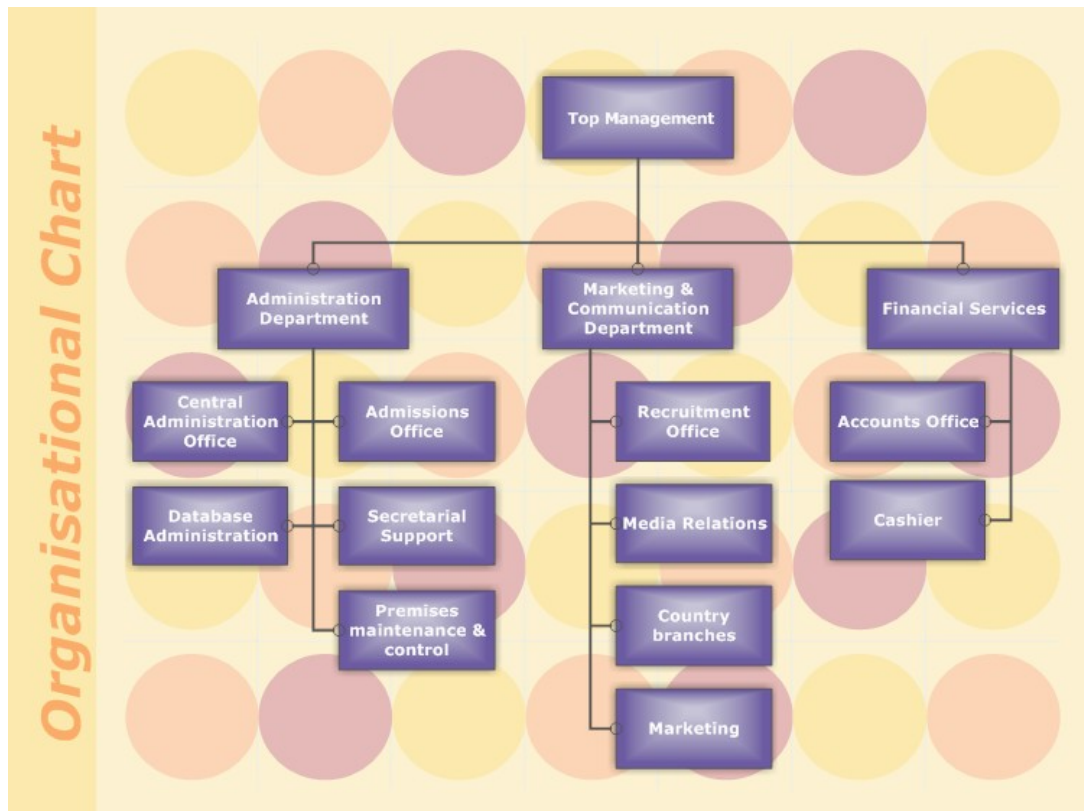 Organisational Chart
Top Management
Administration
Department
Marketing &
Communication
Department
Financial Services
Central
Administration
Office
Admissions
Office
Database
Administration
Secretarial
Support
Premises
maintenance &
control
Recruitment
Office
Media Relations
Country
branches
Marketing
Accounts Office
Cashier